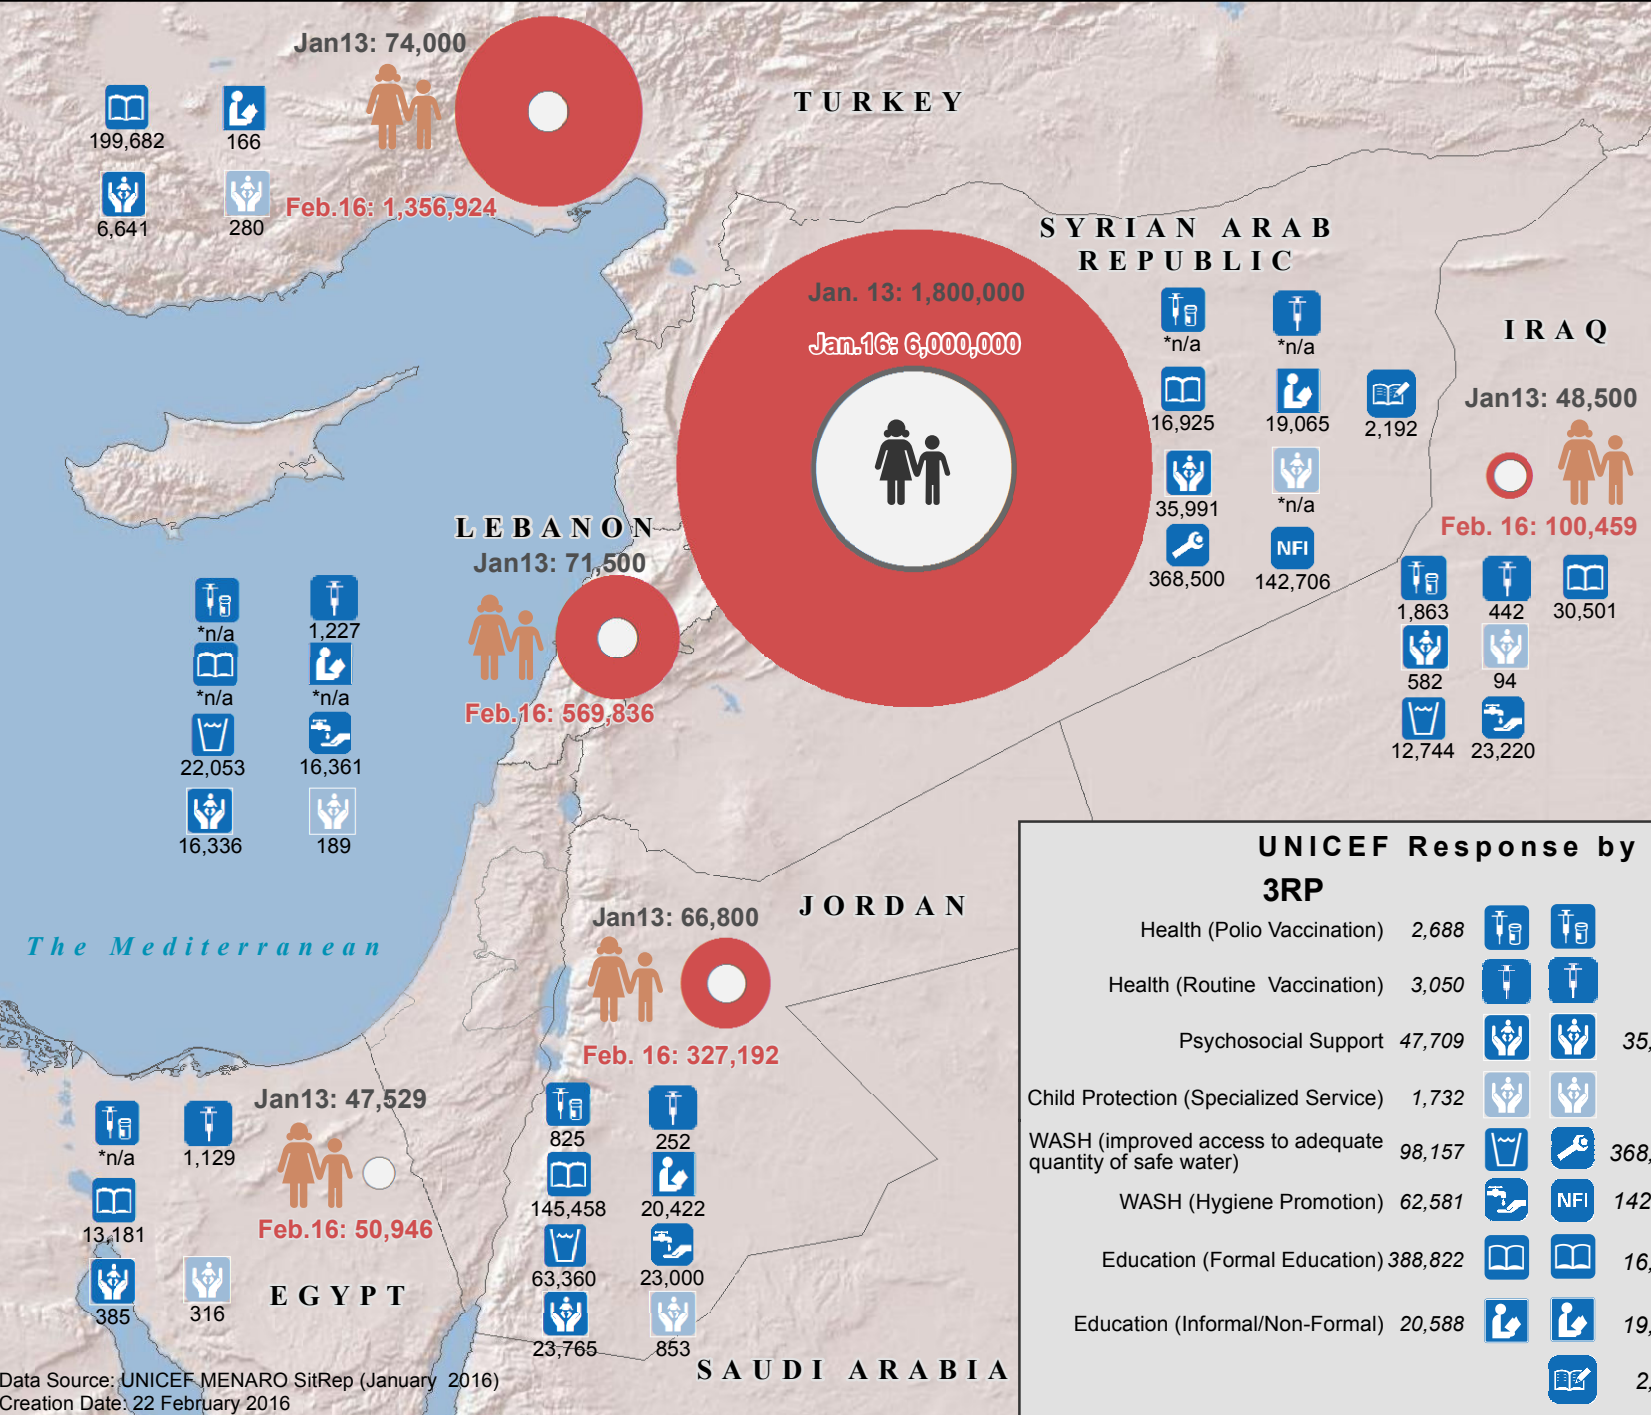 Jan13: 74,000
199,682
166
6,641
280
Feb.16: 1,356,924
TURKEY
SYRIAN ARAB
REPUBLIC
Jan. 13: 1,800,000
Jan.16: 6,000,000
*n/a
*n/a
16,925
19,065
2,192
35,991
*n/a
NFI
368,500
142,706
IRAQ
Jan13: 48,500
Feb. 16: 100,459
1,863
442
30,501
582
94
12,744
23,220
LEBANON
Jan13: 71,500
Feb.16: 569,836
*n/a
1,227
*n/a
*n/a
22,053
16,361
16,336
189
The Mediterranean
JORDAN
Jan13: 66,800
Feb. 16: 327,192
825
252
145,458
20,422
63,360
23,000
23,765
853
Jan13: 47,529
*n/a
1,129
13,181
Feb.16: 50,946
385
316
EGYPT
SAUDI ARABIA
UNICEF Response by
3RP
Health (Polio Vaccination) 2,688
Health (Routine Vaccination) 3,050
Psychosocial Support 47,709 35,
Child Protection (Specialized Service) 1,732
WASH (improved access to adequate
quantity of safe water) 98,157 368,
WASH (Hygiene Promotion) 62,581 NFI 142
Education (Formal Education) 388,822 16,
Education (Informal/Non-Formal) 20,588 19,
2,
Data Source: UNICEF MENARO SitRep (January 2016)
Creation Date: 22 February 2016